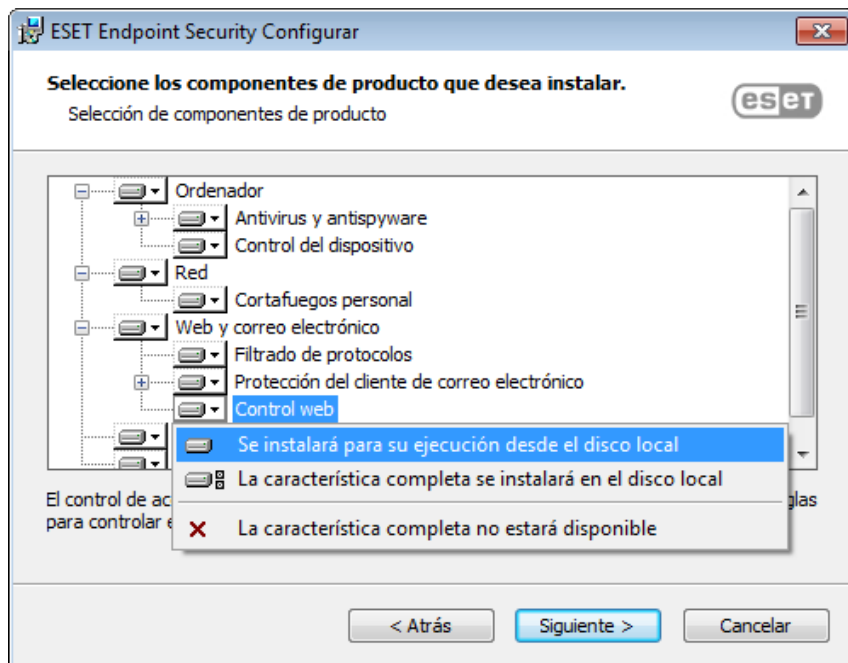 ESET Endpoint Security Configurar
Seleccione los componentes de producto que desea instalar.
Selección de componentes de producto
eseT
Ordenador
Antivirus y antispyware
Control del dispositivo
Red
Cortafuegos personal
Web y correo electrónico
Filtrado de protocolos
Protección del cliente de correo electrónico
Control web
Se instalará para su ejecución desde el disco local
La característica completa se instalará en el disco local
La característica completa no estará disponible
El control de
para controlar
< Atrás
Siguiente >
Cancelar